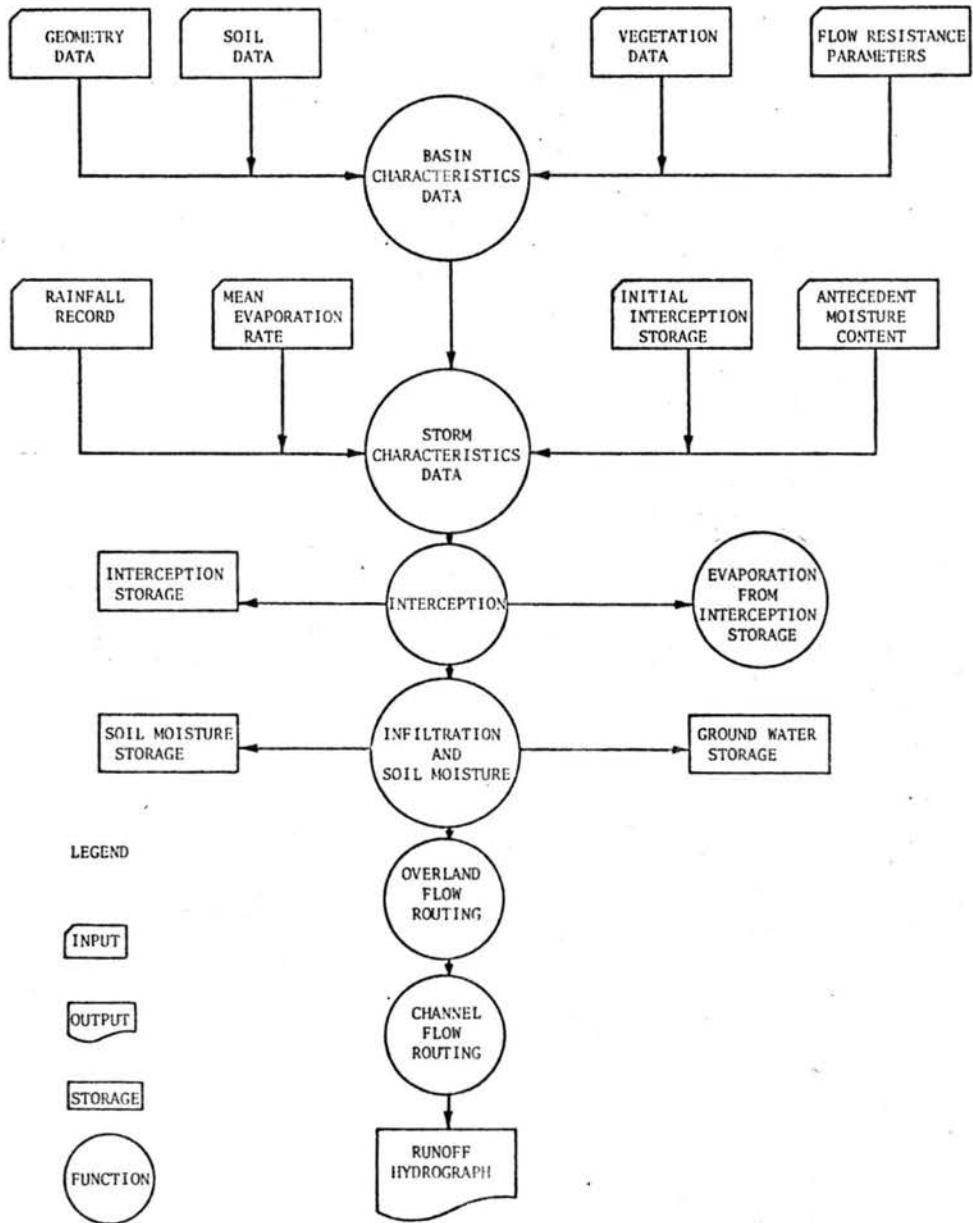 GEOMETRY
DATA
SOIL
DATA
VEGETATION
DATA
FLOW RESISTANCE
PARAMETERS
BASIN
CHARACTERISTICS
DATA
RAINFALL
RECORD
MEAN
EVAPORATION
RATE
INITIAL
INTERCEPTION
STORAGE
ANTECEDENT
MOISTURE
CONTENT
STORM
CHARACTERISTICS
DATA
INTERCEPTION
STORAGE
INTERCEPTION
EVAPORATION
FROM
INTERCEPTION
STORAGE
SOIL MOISTURE
STORAGE
INFILTRATION
AND
SOIL MOISTURE
GROUND WATER
STORAGE
LEGEND
OVERLAND
FLOW
ROUTING
INPUT
OUTPUT
CHANNEL
FLOW
ROUTING
STORAGE
FUNCTION
RUNOFF
HYDROGRAPH